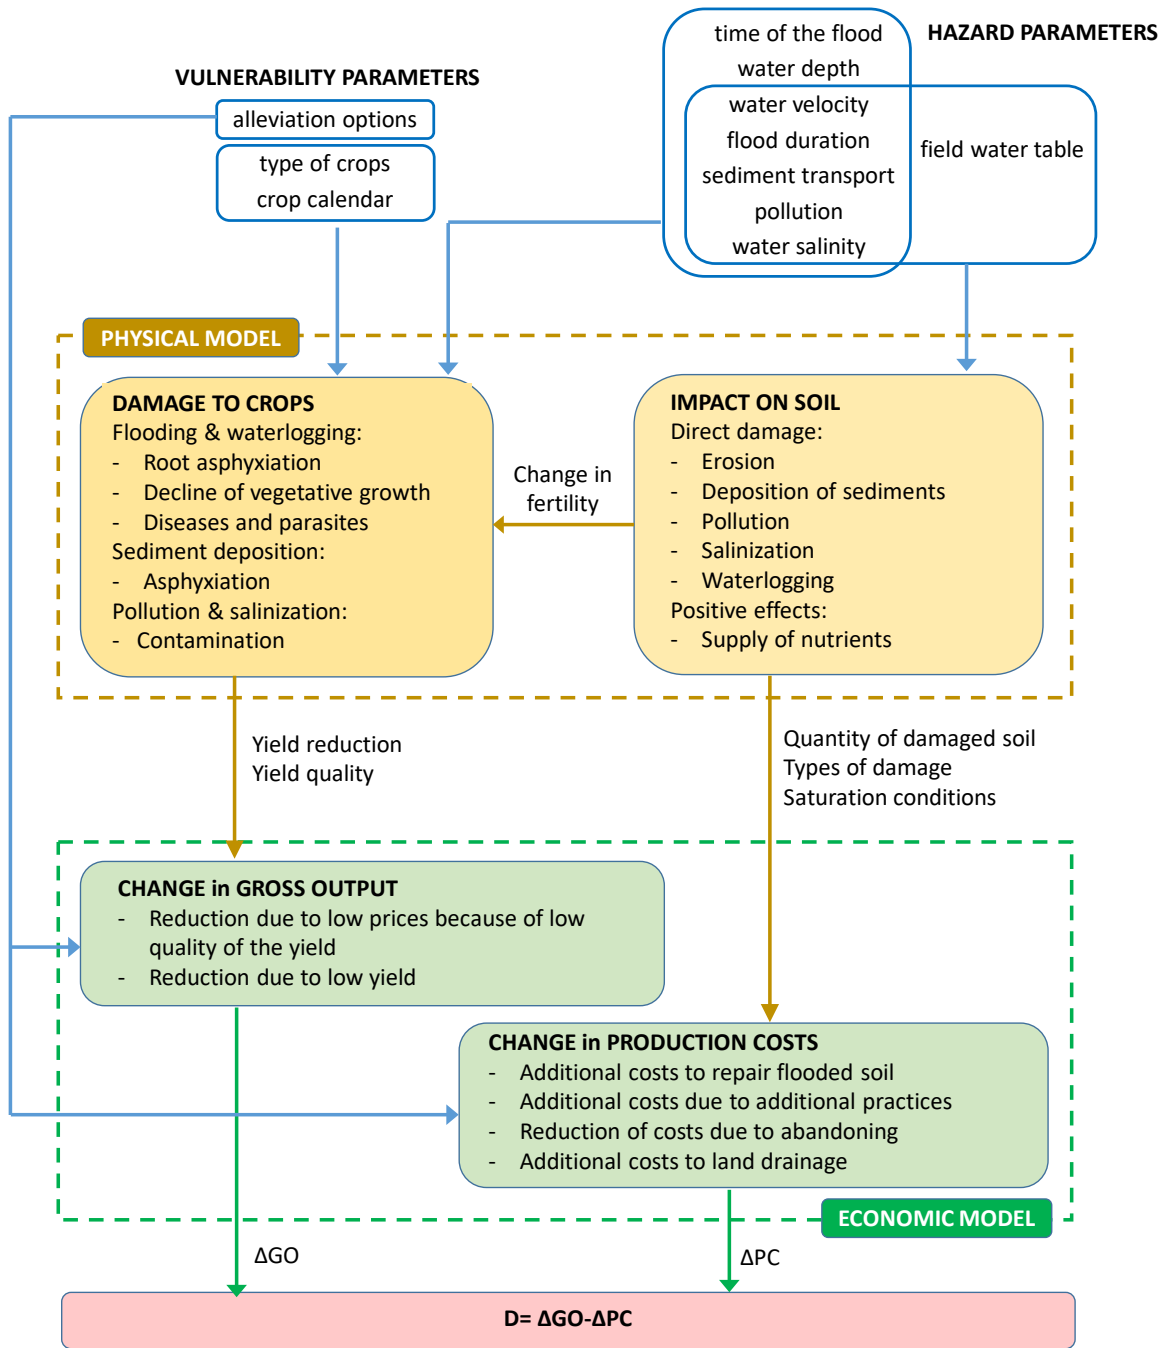 time of the flood
HAZARD PARAMETERS
water depth
VULNERABILITY PARAMETERS
water velocity
alleviation options
flood duration
field water table
type of crops
sediment transport
crop calendar
pollution
water salinity
PHYSICAL MODEL
DAMAGE TO CROPS
Flooding & waterlogging:
- Root asphyxiation
- Decline of vegetative growth
- Diseases and parasites
Sediment deposition:
- Asphyxiation
Pollution & salinization:
- Contamination
Change in
fertility
IMPACT ON SOIL
Direct damage:
- Erosion
- Deposition of sediments
- Pollution
- Salinization
- Waterlogging
Positive effects:
- Supply of nutrients
Yield reduction
Yield quality
Quantity of damaged soil
Types of damage
Saturation conditions
CHANGE in GROSS OUTPUT
- Reduction due to low prices because of low
quality of the yield
- Reduction due to low yield
CHANGE in PRODUCTION COSTS
- Additional costs to repair flooded soil
- Additional costs due to additional practices
- Reduction of costs due to abandoning
- Additional costs to land drainage
ECONOMIC MODEL
ΔGO
ΔPC
D= ΔGO-ΔPC